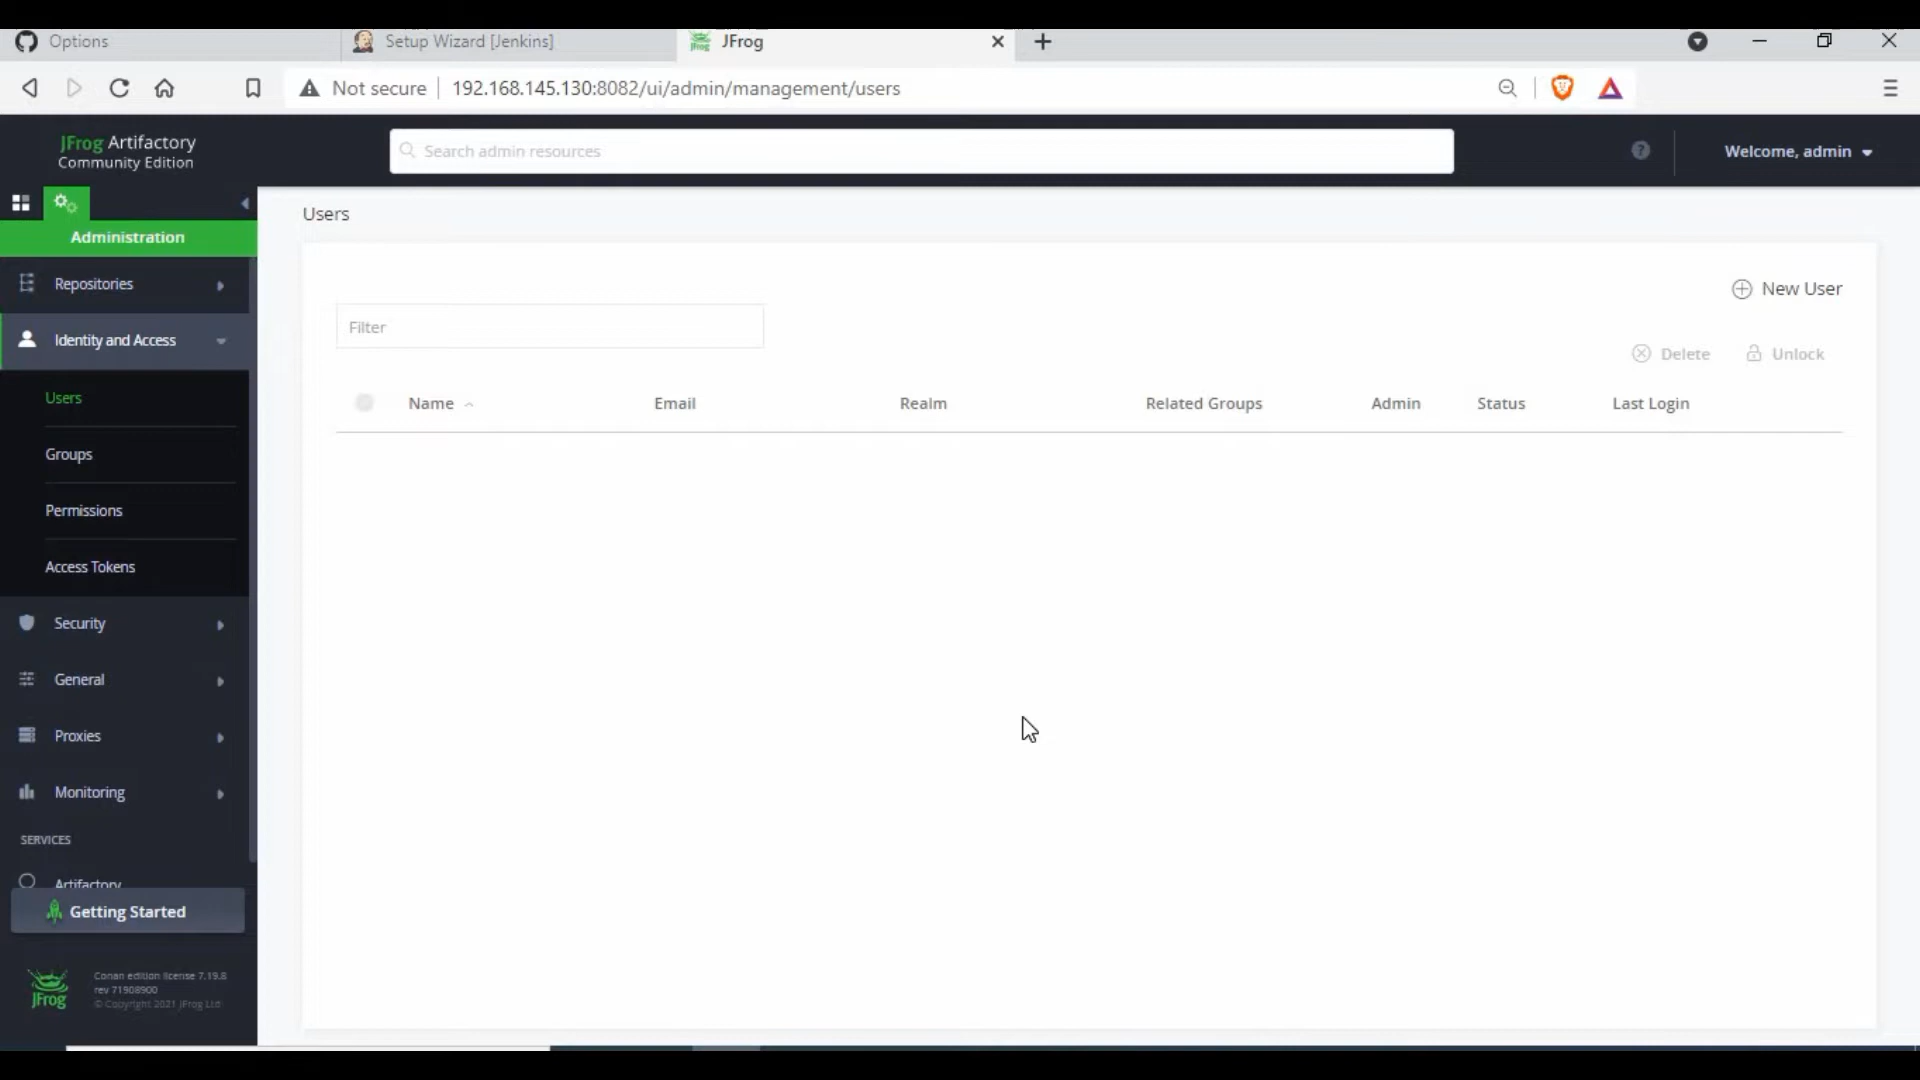 Options
Setup Wizard [Jenkins]
JFrog
Not secure
192.168.145.130:8082/ui/admin/management/users
JFrog Artifactory
Community Edition
Search admin resources
Welcome, admin
Administration
Users
Repositories
New User
Identity and Access
Filter
Delete
Unlock
Users
Name
Email
Realm
Related Groups
Admin
Status
Last Login
Groups
Permissions
Access Tokens
Security
General
Proxies
Monitoring
SERVICES
Artifactory
Getting Started
JFrog
Conan edition license 7.19.8
rev 71908900
© Copyright 2021 JFrog Ltd